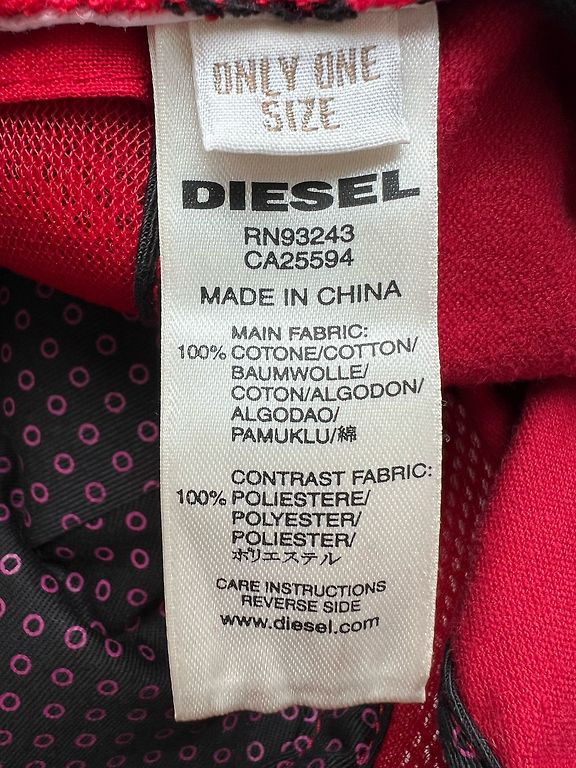 ONLY ONE
SIZE
DIESEL
RN93243
CA25594
MADE IN CHINA
MAIN FABRIC:
100% COTONE/COTTON/
BAUMWOLLE/
COTON/ALGODON/
ALGODAO/
PAMUKLU/綿
CONTRAST FABRIC:
100% POLIESTERE/
POLYESTER/
POLIESTER/
ポリエステル
CARE INSTRUCTIONS
REVERSE SIDE
www.diesel.com